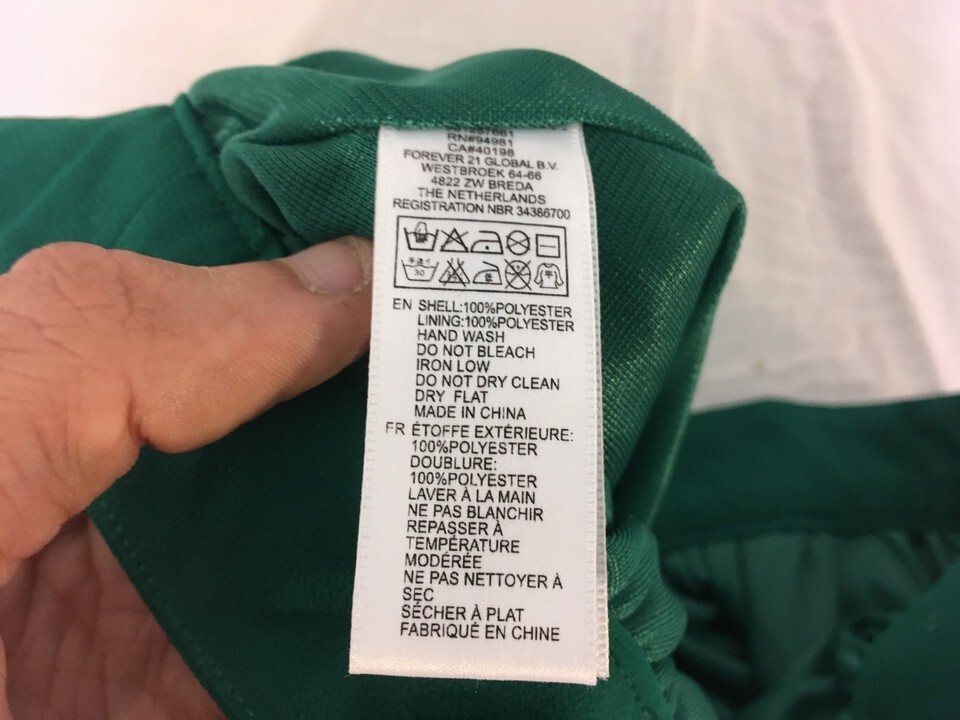 RN#94981
CA#40198
FOREVER 21 GLOBAL B.V.
WESTBROEK 64-66
4822 ZW BREDA
THE NETHERLANDS
REGISTRATION NBR 34386700
30
EN SHELL:100%POLYESTER
LINING:100%POLYESTER
HAND WASH
DO NOT BLEACH
IRON LOW
DO NOT DRY CLEAN
DRY FLAT
MADE IN CHINA
FR ÉTOFFE EXTÉRIEURE:
100%POLYESTER
DOUBLURE:
100%POLYESTER
LAVER À LA MAIN
NE PAS BLANCHIR
REPASSER À
TEMPÉRATURE
MODÉRÉE
NE PAS NETTOYER À
SEC
SÉCHER À PLAT
FABRIQUÉ EN CHINE